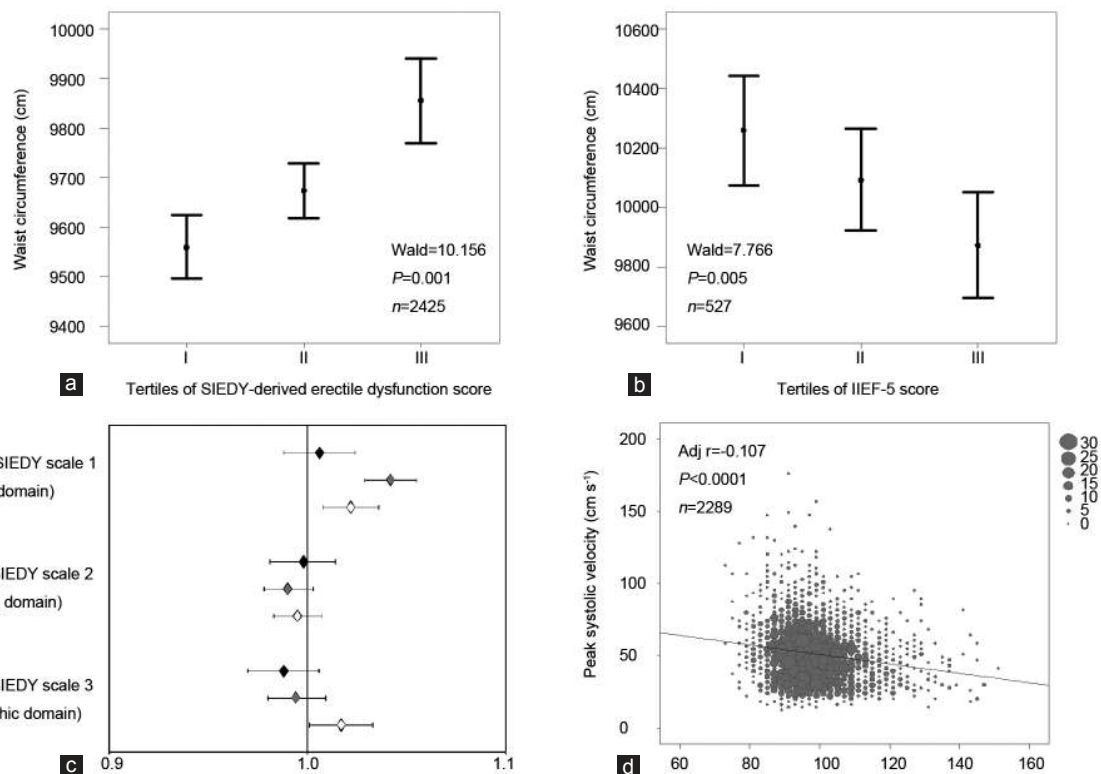 10000
9900
9800
9700
9600
9500
9400
Waist circumference (cm)
Wald=10.156
P=0.001
n=2425
I II III
a
Tertiles of SIEDY-derived erectile dysfunction score
10600
10400
10200
10000
9800
9600
Waist circumference (cm)
Wald=7.766
P=0.005
n=527
I II III
b
Tertiles of IIEF-5 score
SIEDY scale 1
domain)
SIEDY scale 2
domain)
SIEDY scale 3
hic domain)
c
0.9 1.0 1.1
200
150
100
50
0
Peak systolic velocity (cm s⁻¹)
Adj r=-0.107
P<0.0001
n=2289
30
25
20
15
10
5
0
d
60 80 100 120 140 160